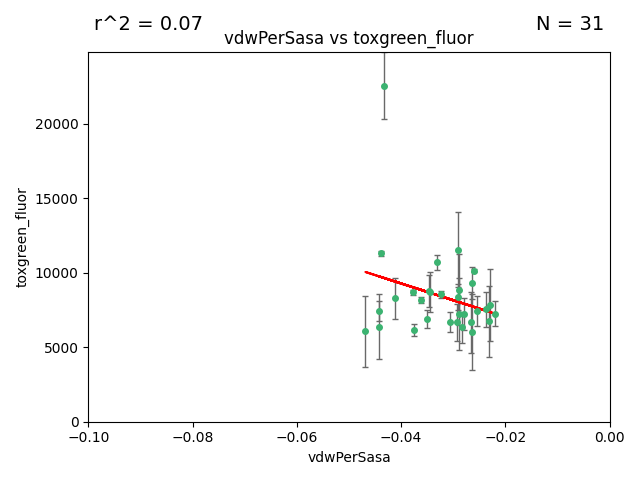 r^2 = 0.07
N = 31
vdwPerSasa vs toxgreen_fluor
20000
15000
10000
5000
0
toxgreen_fluor
−0.10
−0.08
−0.06
−0.04
−0.02
0.00
vdwPerSasa